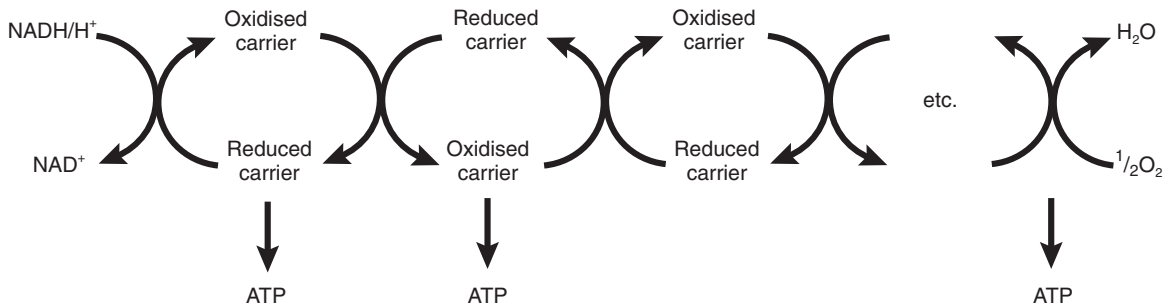 NADH/H⁺
Oxidised
carrier
Reduced
carrier
Oxidised
carrier
H₂O
etc.
NAD⁺
Reduced
carrier
Oxidised
carrier
Reduced
carrier
¹/₂O₂
ATP
ATP
ATP